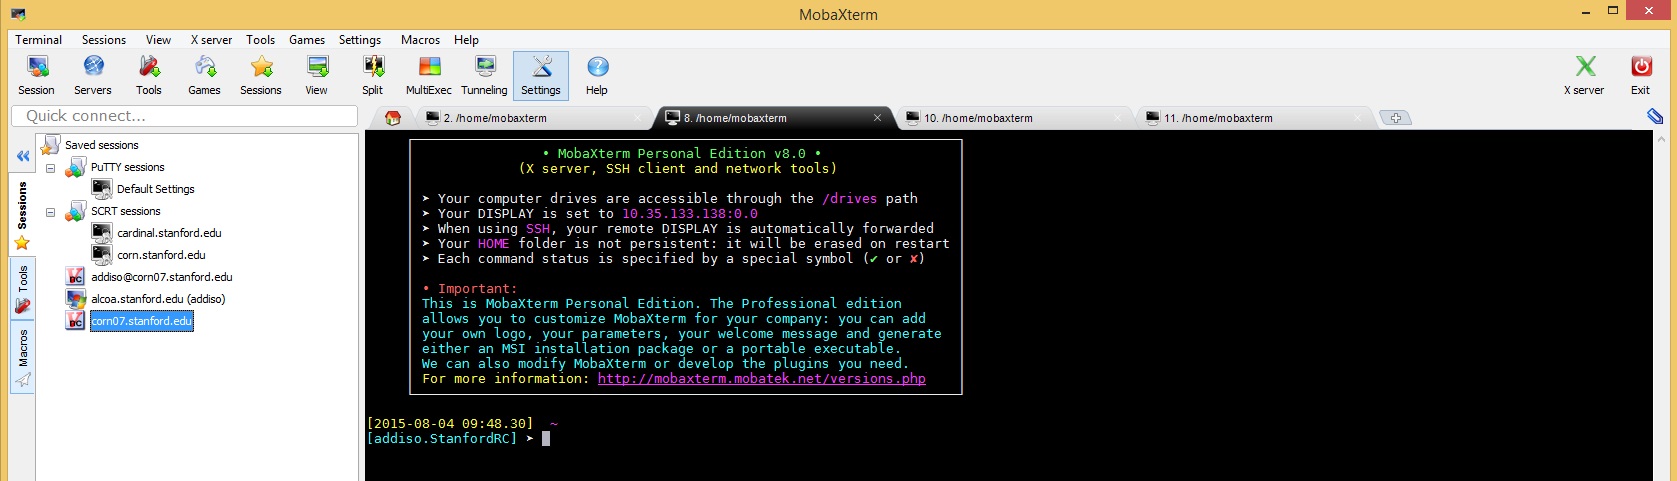 MobaXterm
Terminal Sessions View X server Tools Games Settings Macros Help
Session Servers Tools Games Sessions View Split MultiExec Tunneling Settings Help X server Exit
Quick connect...
2. /home/mobaxterm 8. /home/mobaxterm 10. /home/mobaxterm 11. /home/mobaxterm
Sessions
Tools
Macros
Saved sessions
PuTTY sessions
Default Settings
SCRT sessions
cardinal.stanford.edu
corn.stanford.edu
addiso@corn07.stanford.edu
alcoa.stanford.edu (addiso)
corn07.stanford.edu
• MobaXterm Personal Edition v8.0 •
(X server, SSH client and network tools)
➤ Your computer drives are accessible through the /drives path
➤ Your DISPLAY is set to 10.35.133.138:0.0
➤ When using SSH, your remote DISPLAY is automatically forwarded
➤ Your HOME folder is not persistent: it will be erased on restart
➤ Each command status is specified by a special symbol (✔ or ✘)
• Important:
This is MobaXterm Personal Edition. The Professional edition
allows you to customize MobaXterm for your company: you can add
your own logo, your parameters, your welcome message and generate
either an MSI installation package or a portable executable.
We can also modify MobaXterm or develop the plugins you need.
For more information: http://mobaxterm.mobatek.net/versions.php
[2015-08-04 09:48.30] ~
[addiso.StanfordRC] ➤